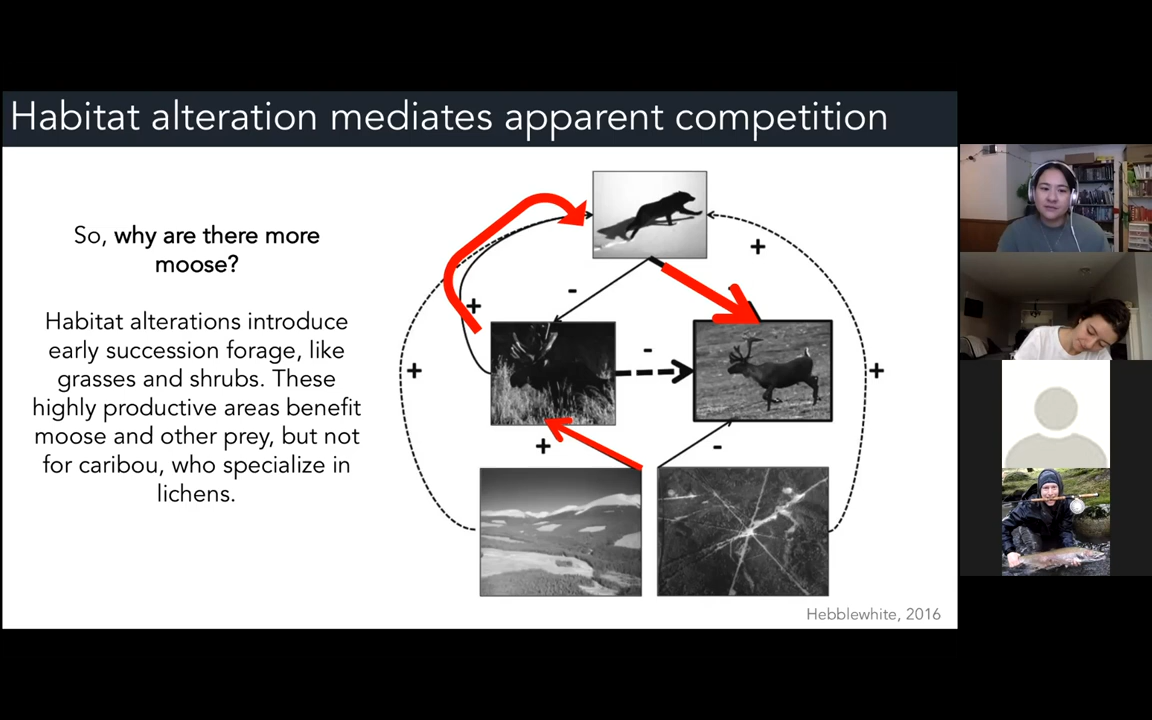 Habitat alteration mediates apparent competition
So, why are there more
moose?
Habitat alterations introduce
early succession forage, like
grasses and shrubs. These
highly productive areas benefit
moose and other prey, but not
for caribou, who specialize in
lichens.
+
-
+
-
+
+
+
-
Hebblewhite, 2016